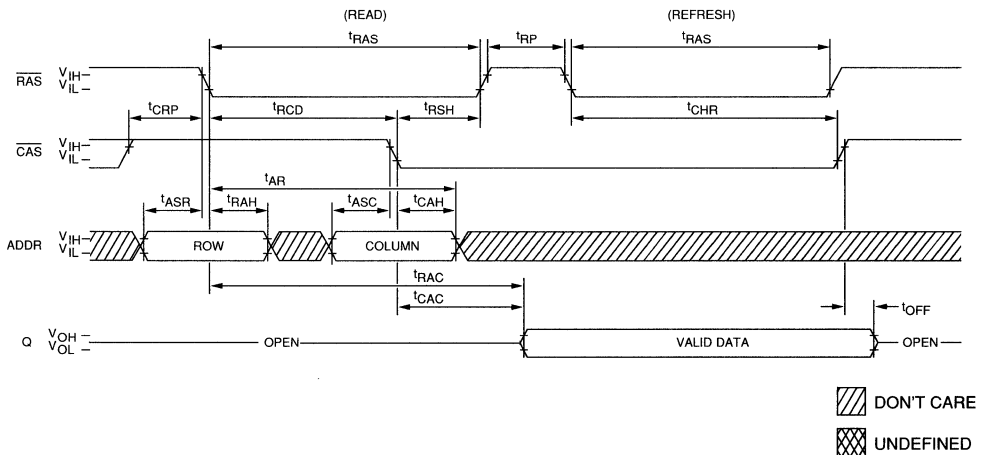 (READ) (REFRESH)
tRAS tRP tRAS
RAS VIH
VIL
tCRP tRCD tRSH tCHR
CAS VIH
VIL
tAR
tASR tRAH tASC tCAH
ADDR VIH
VIL
ROW COLUMN
tRAC
tCAC
tOFF
Q VOH
VOL
OPEN VALID DATA OPEN
DON'T CARE
UNDEFINED